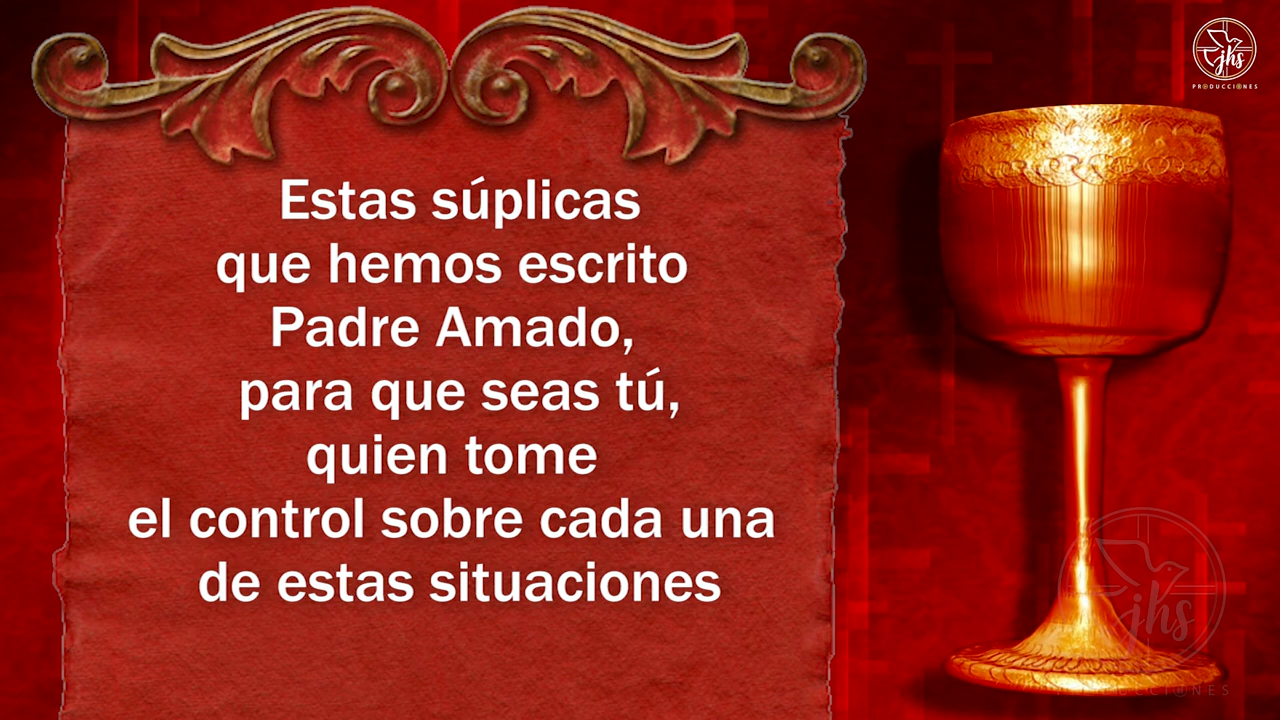 jhs
PRODUCCIONES
Estas súplicas
que hemos escrito
Padre Amado,
para que seas tú,
quien tome
el control sobre cada una
de estas situaciones
jhs